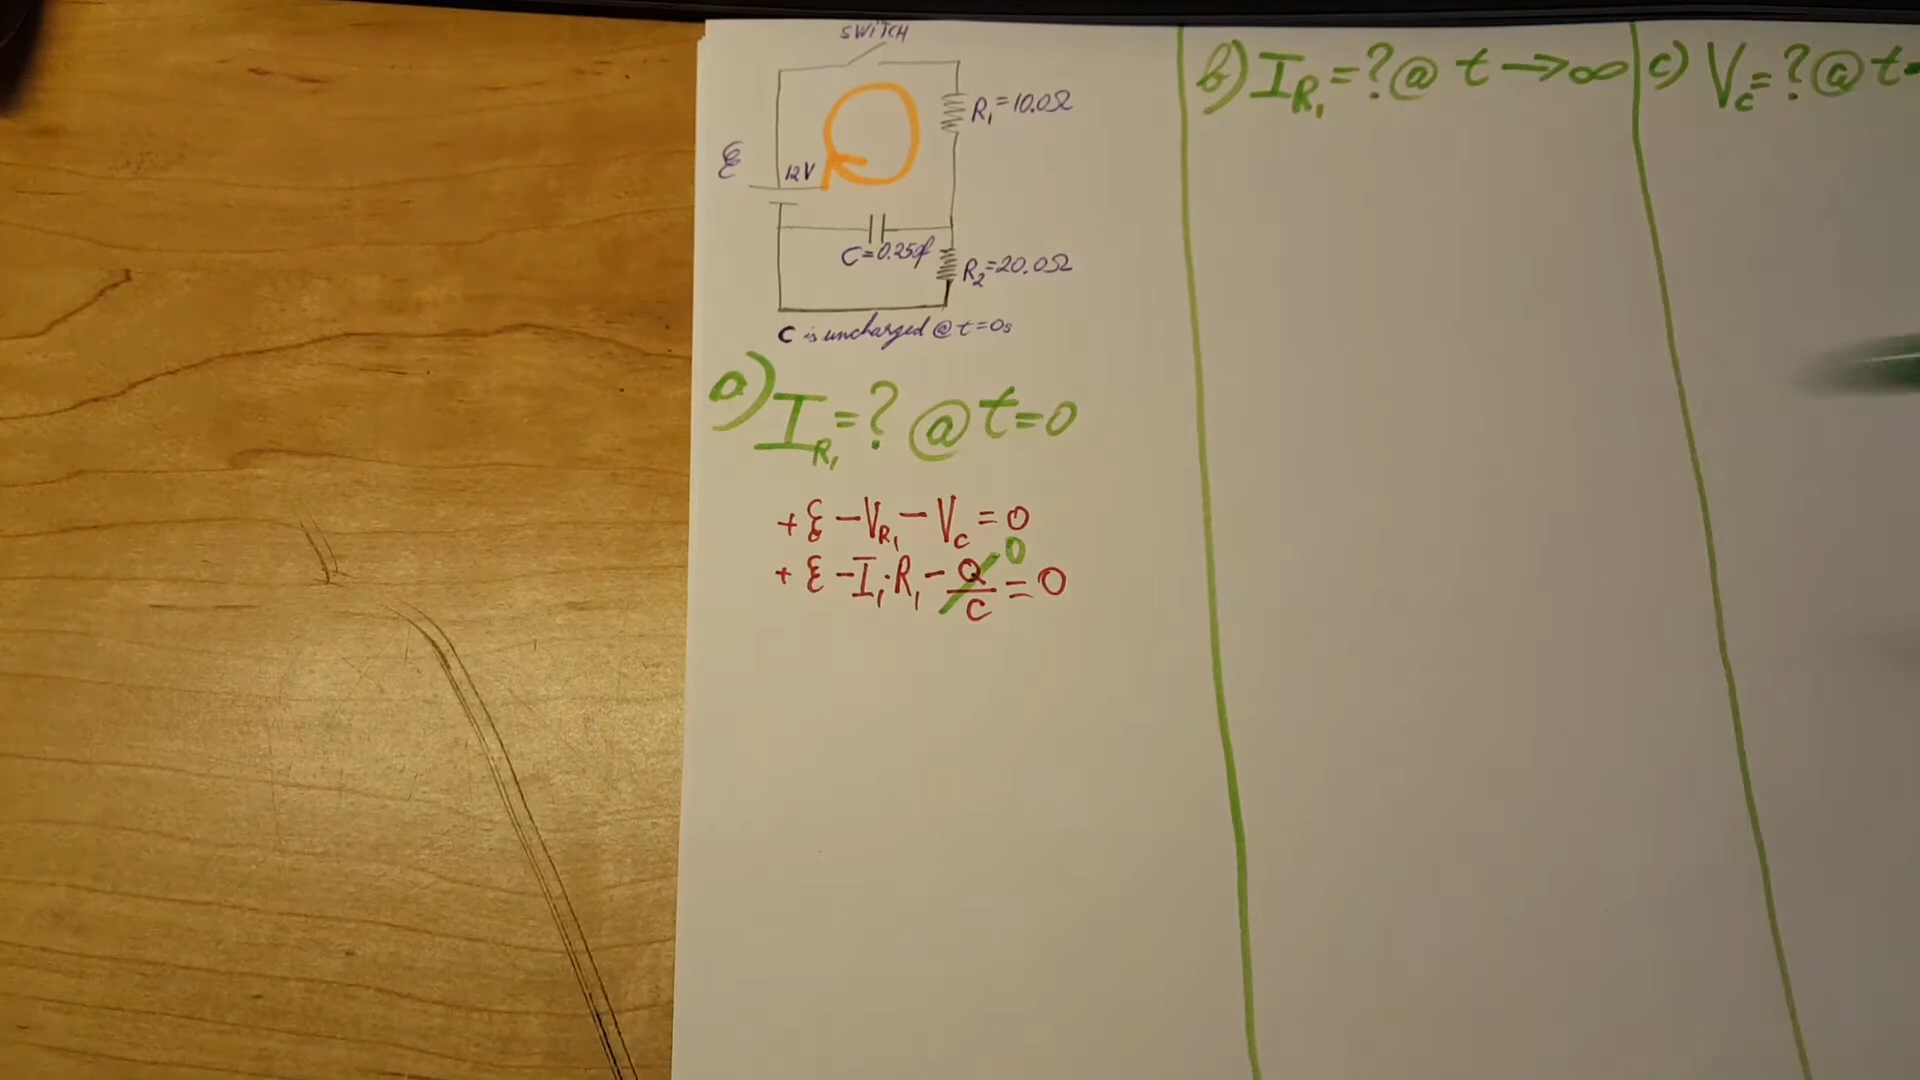 SWITCH
R₁=10.0Ω
ℰ
12V
C=0.25
R₂=20.0Ω
C is uncharged @ t=0s
a) I_R₁=? @ t=0
+ℰ-V_R₁-V_C=0
0
+ℰ-I₁·R₁-Q/C=0
b) I_R₁=? @ t→∞
c) V_C=? @ t